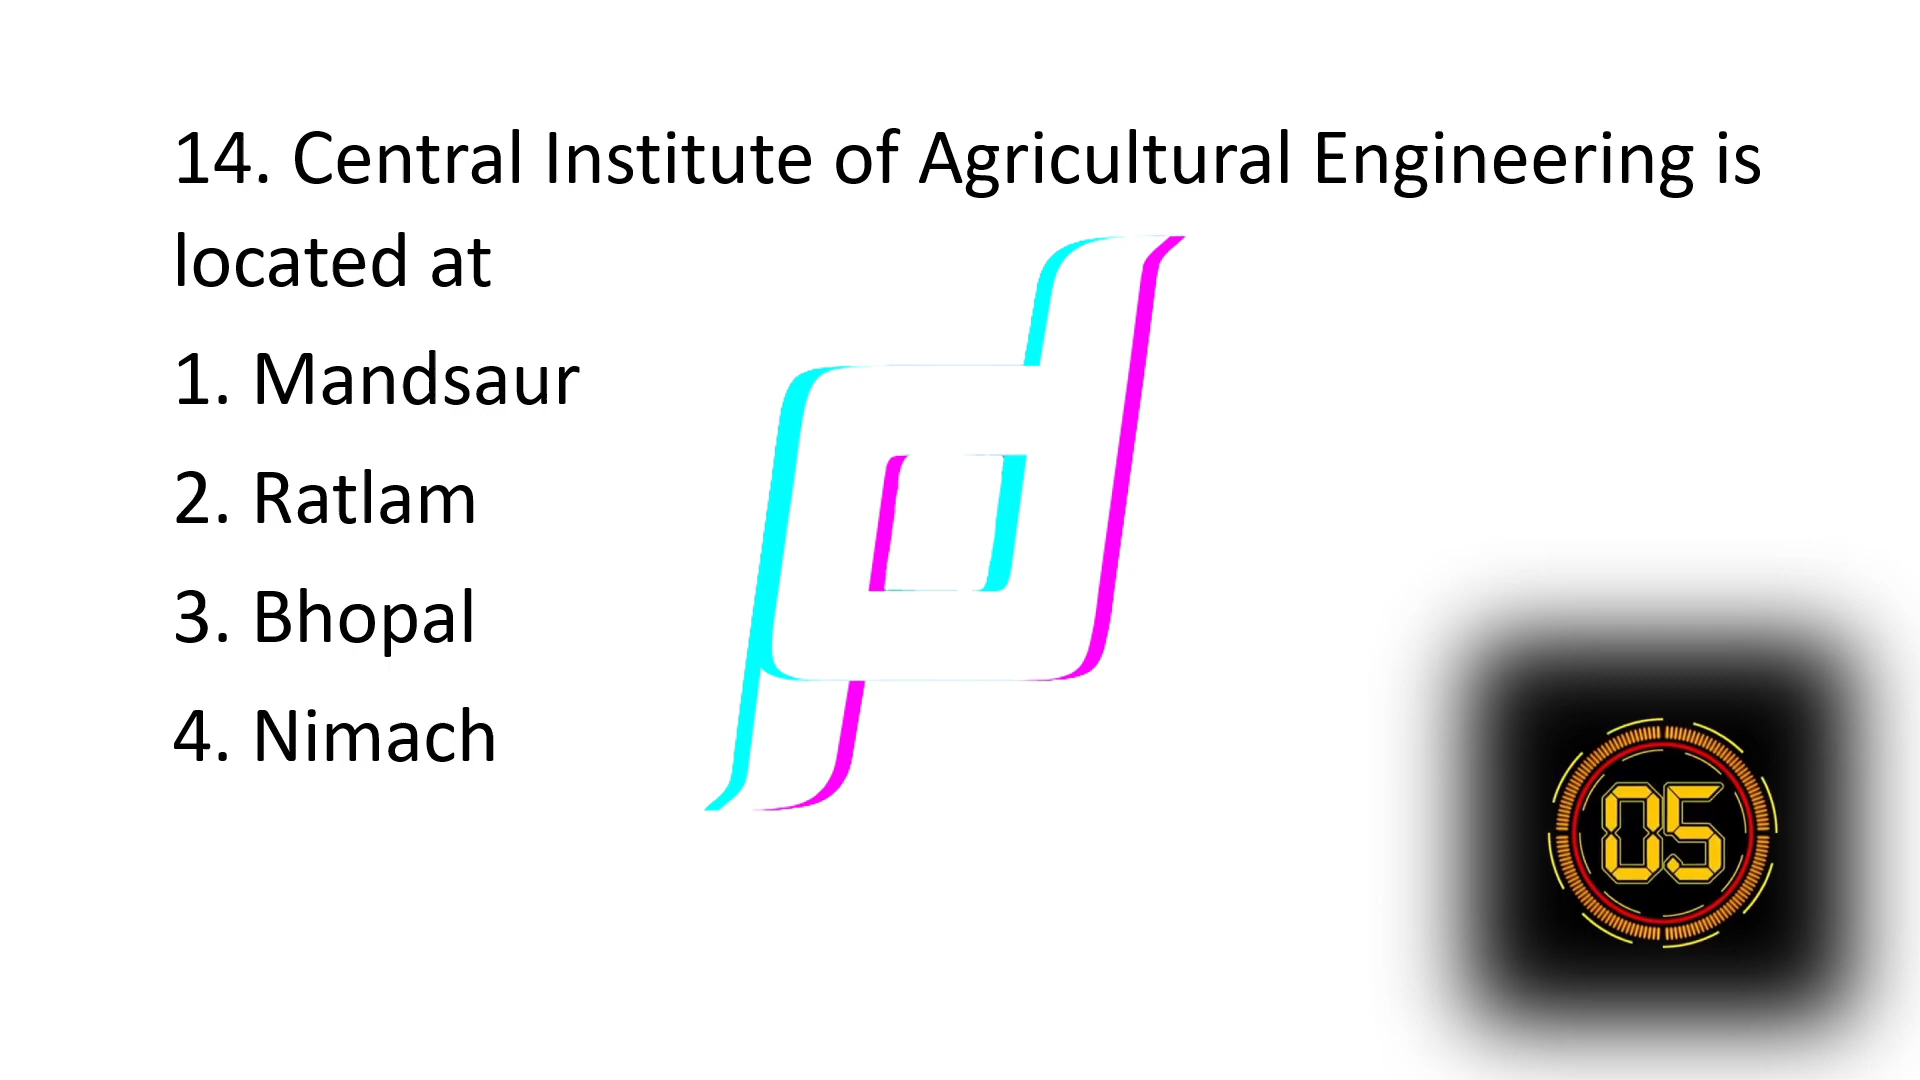 14. Central Institute of Agricultural Engineering is
located at
1. Mandsaur
2. Ratlam
3. Bhopal
4. Nimach
05